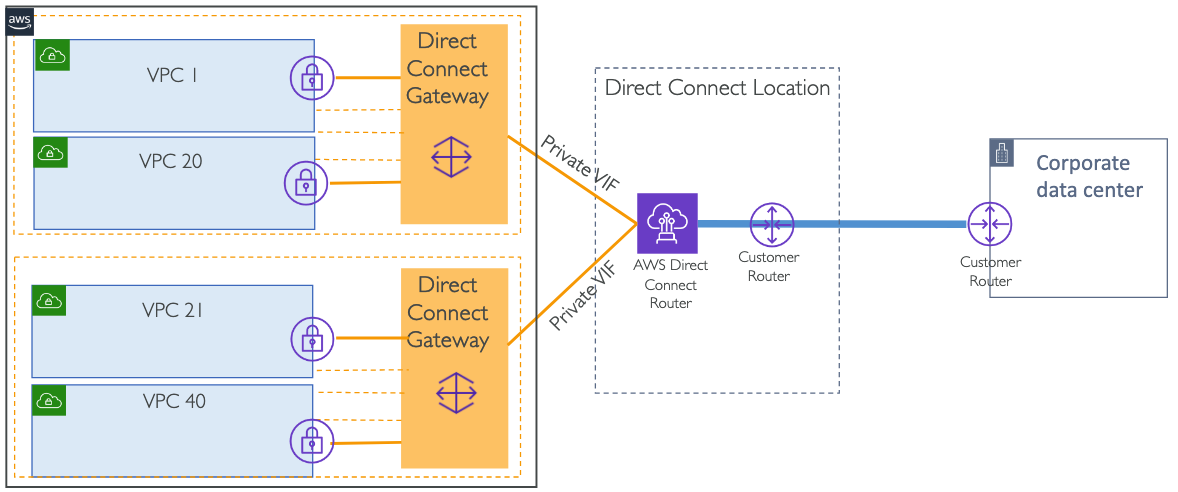 aws
VPC 1
VPC 20
Direct
Connect
Gateway
VPC 21
VPC 40
Direct
Connect
Gateway
Private VIF
Private VIF
Direct Connect Location
AWS Direct
Connect
Router
Customer
Router
Corporate
data center
Customer
Router